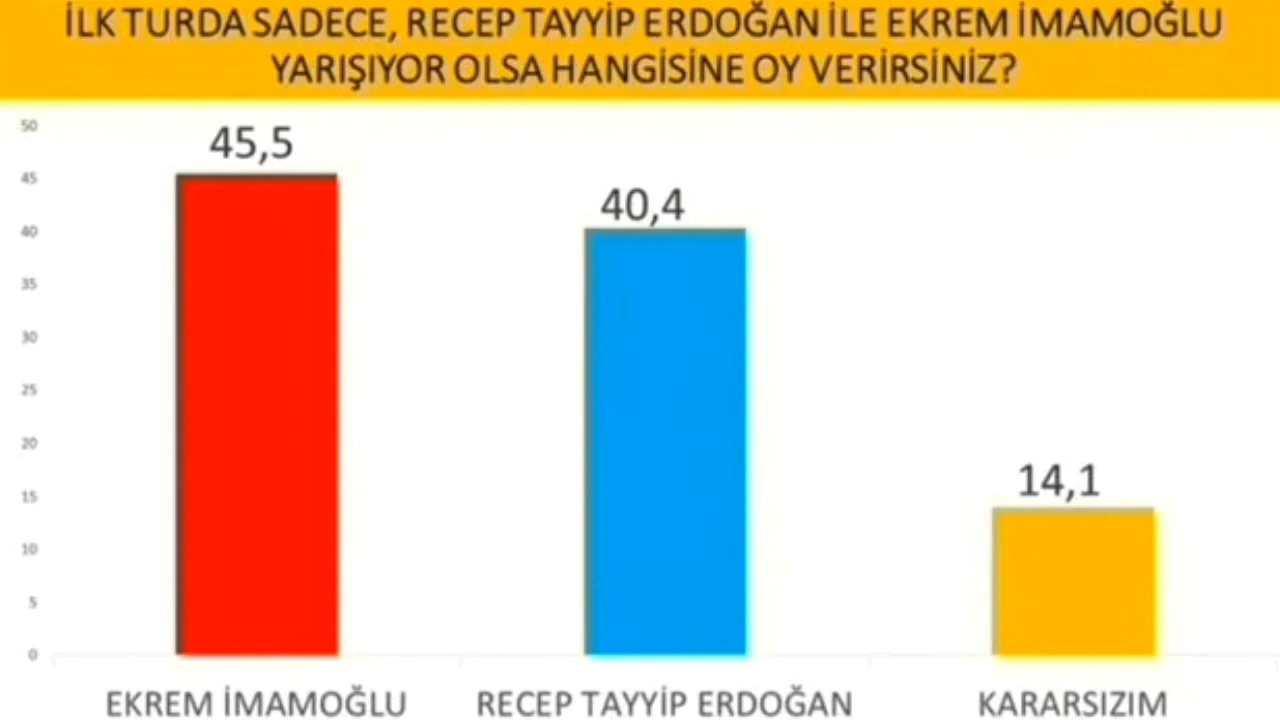 İLK TURDA SADECE, RECEP TAYYİP ERDOĞAN İLE EKREM İMAMOĞLU
YARIŞIYOR OLSA HANGİSİNE OY VERİRSİNİZ?
50
45
40
35
30
25
20
15
10
5
0
45,5
40,4
14,1
EKREM İMAMOĞLU
RECEP TAYYİP ERDOĞAN
KARARSIZIM